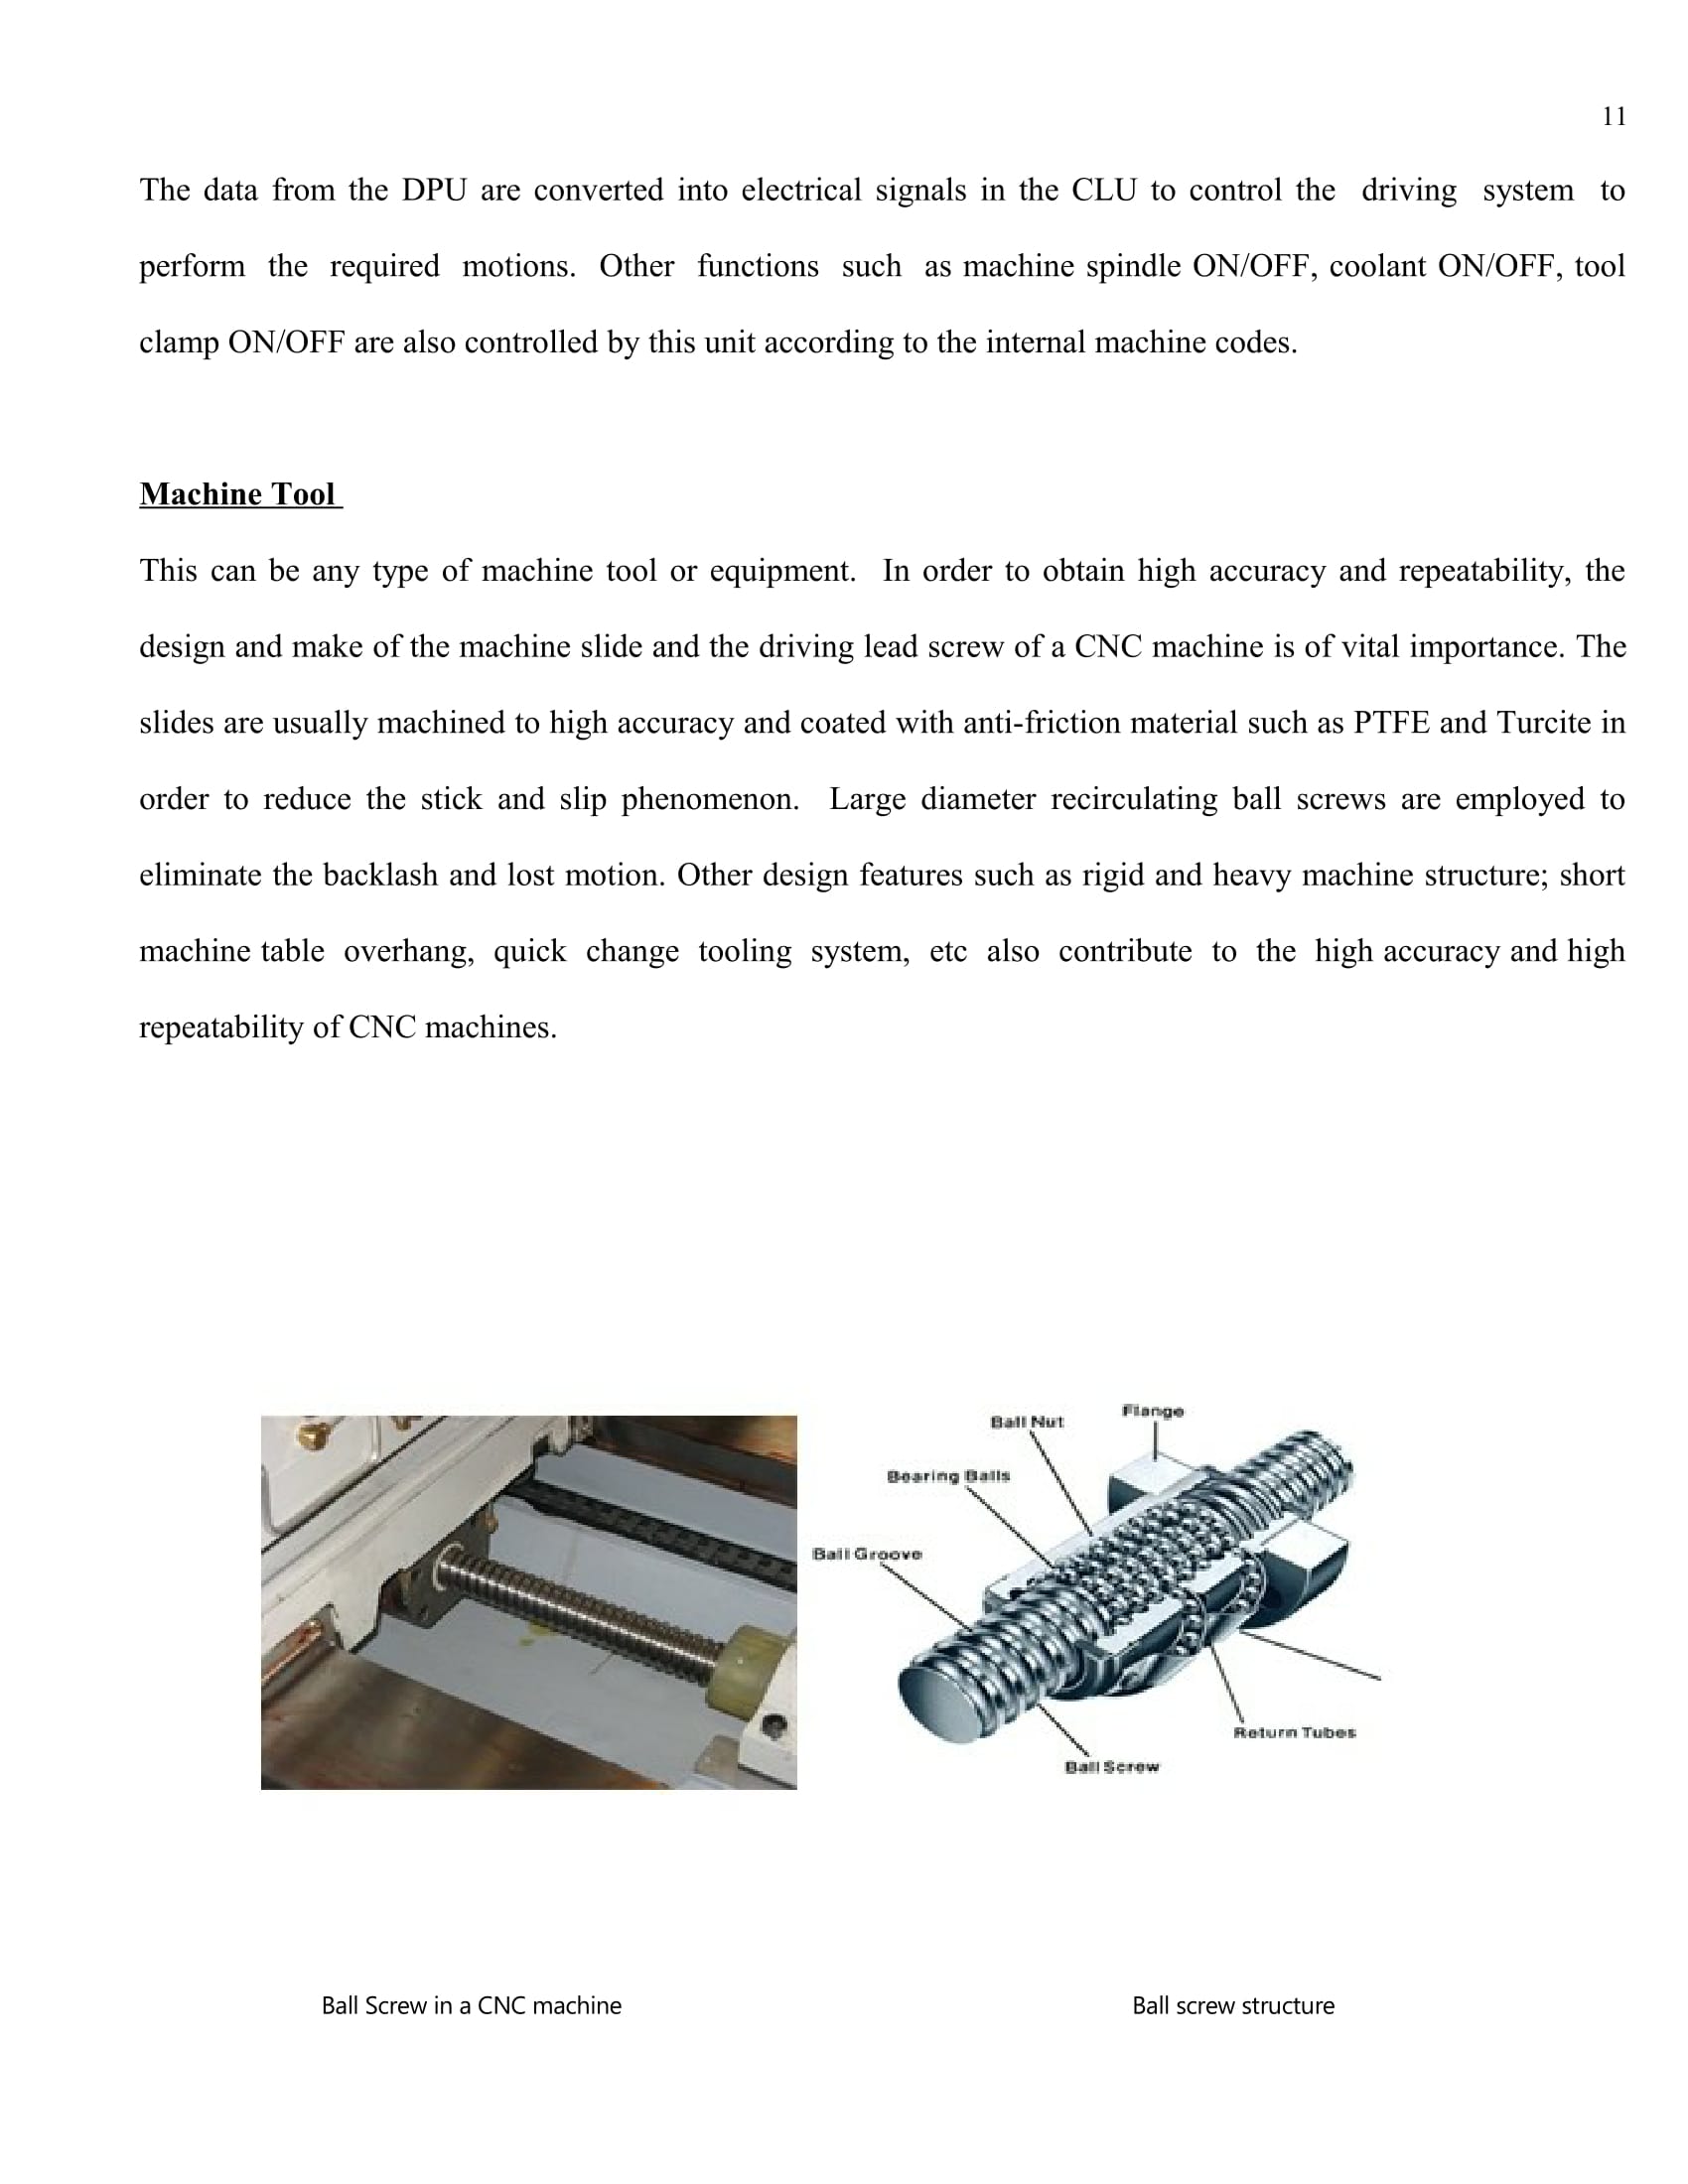 11
The data from the DPU are converted into electrical signals in the CLU to control the driving system to
perform the required motions. Other functions such as machine spindle ON/OFF, coolant ON/OFF, tool
clamp ON/OFF are also controlled by this unit according to the internal machine codes.
Machine Tool
This can be any type of machine tool or equipment. In order to obtain high accuracy and repeatability, the
design and make of the machine slide and the driving lead screw of a CNC machine is of vital importance. The
slides are usually machined to high accuracy and coated with anti-friction material such as PTFE and Turcite in
order to reduce the stick and slip phenomenon. Large diameter recirculating ball screws are employed to
eliminate the backlash and lost motion. Other design features such as rigid and heavy machine structure; short
machine table overhang, quick change tooling system, etc also contribute to the high accuracy and high
repeatability of CNC machines.
Flange
Ball Nut
Bearing Balls
Ball Groove
Return Tubes
Ball Screw
Ball Screw in a CNC machine
Ball screw structure